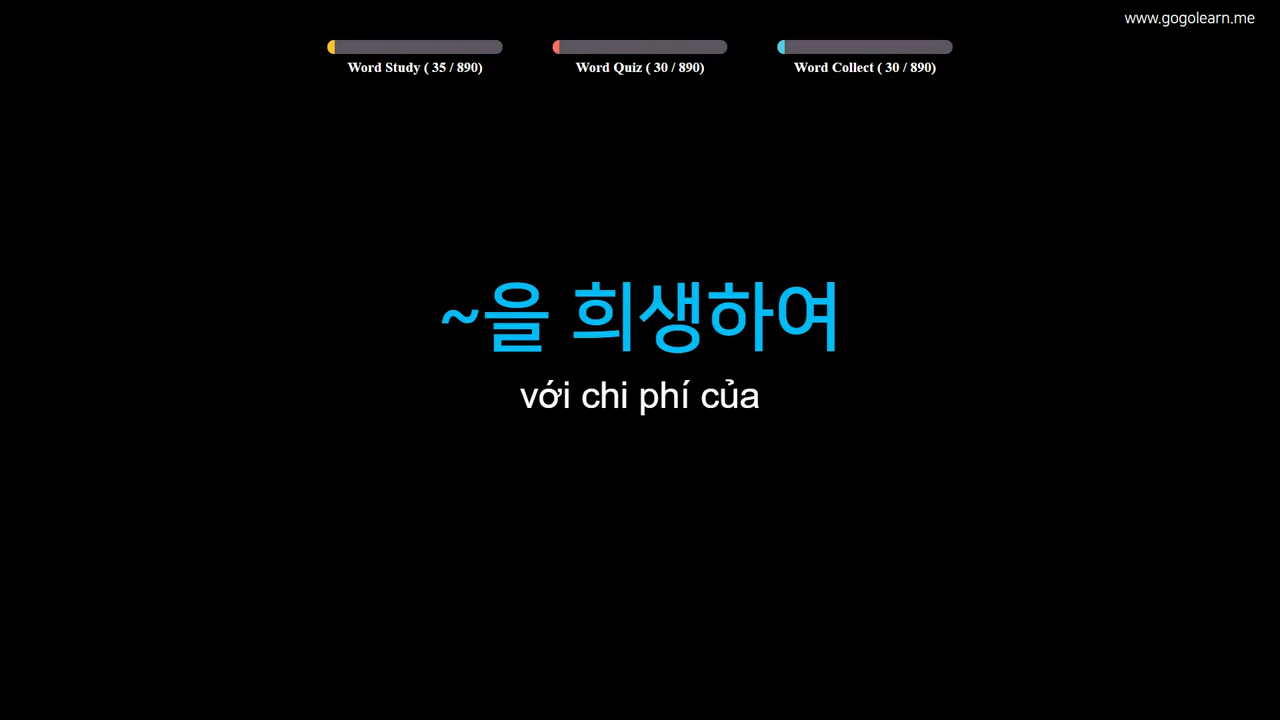 www.gogolearn.me
Word Study ( 35 / 890)
Word Quiz ( 30 / 890)
Word Collect ( 30 / 890)
~을 희생하여
với chi phí của